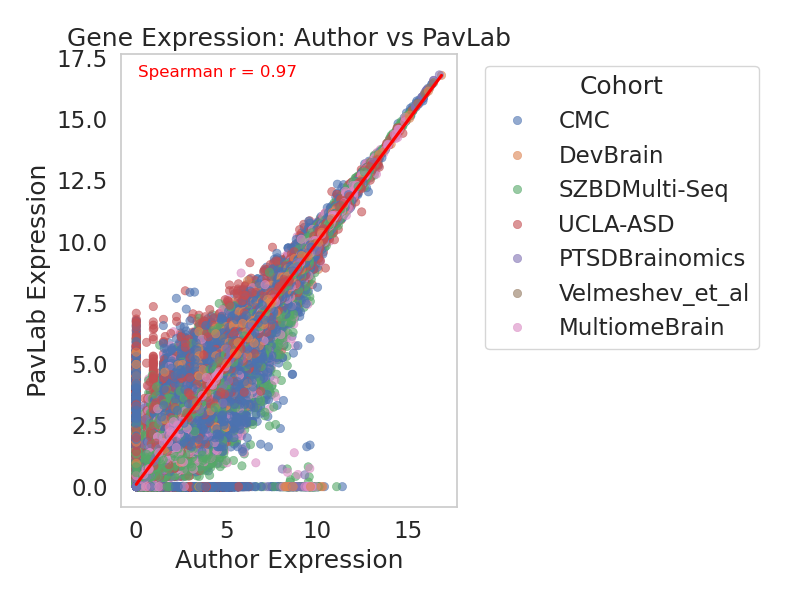 Gene Expression: Author vs PavLab
Spearman r = 0.97
PavLab Expression
17.5
15.0
12.5
10.0
7.5
5.0
2.5
0.0
0
5
10
15
Author Expression
Cohort
CMC
DevBrain
SZBDMulti-Seq
UCLA-ASD
PTSDBrainomics
Velmeshev_et_al
MultiomeBrain